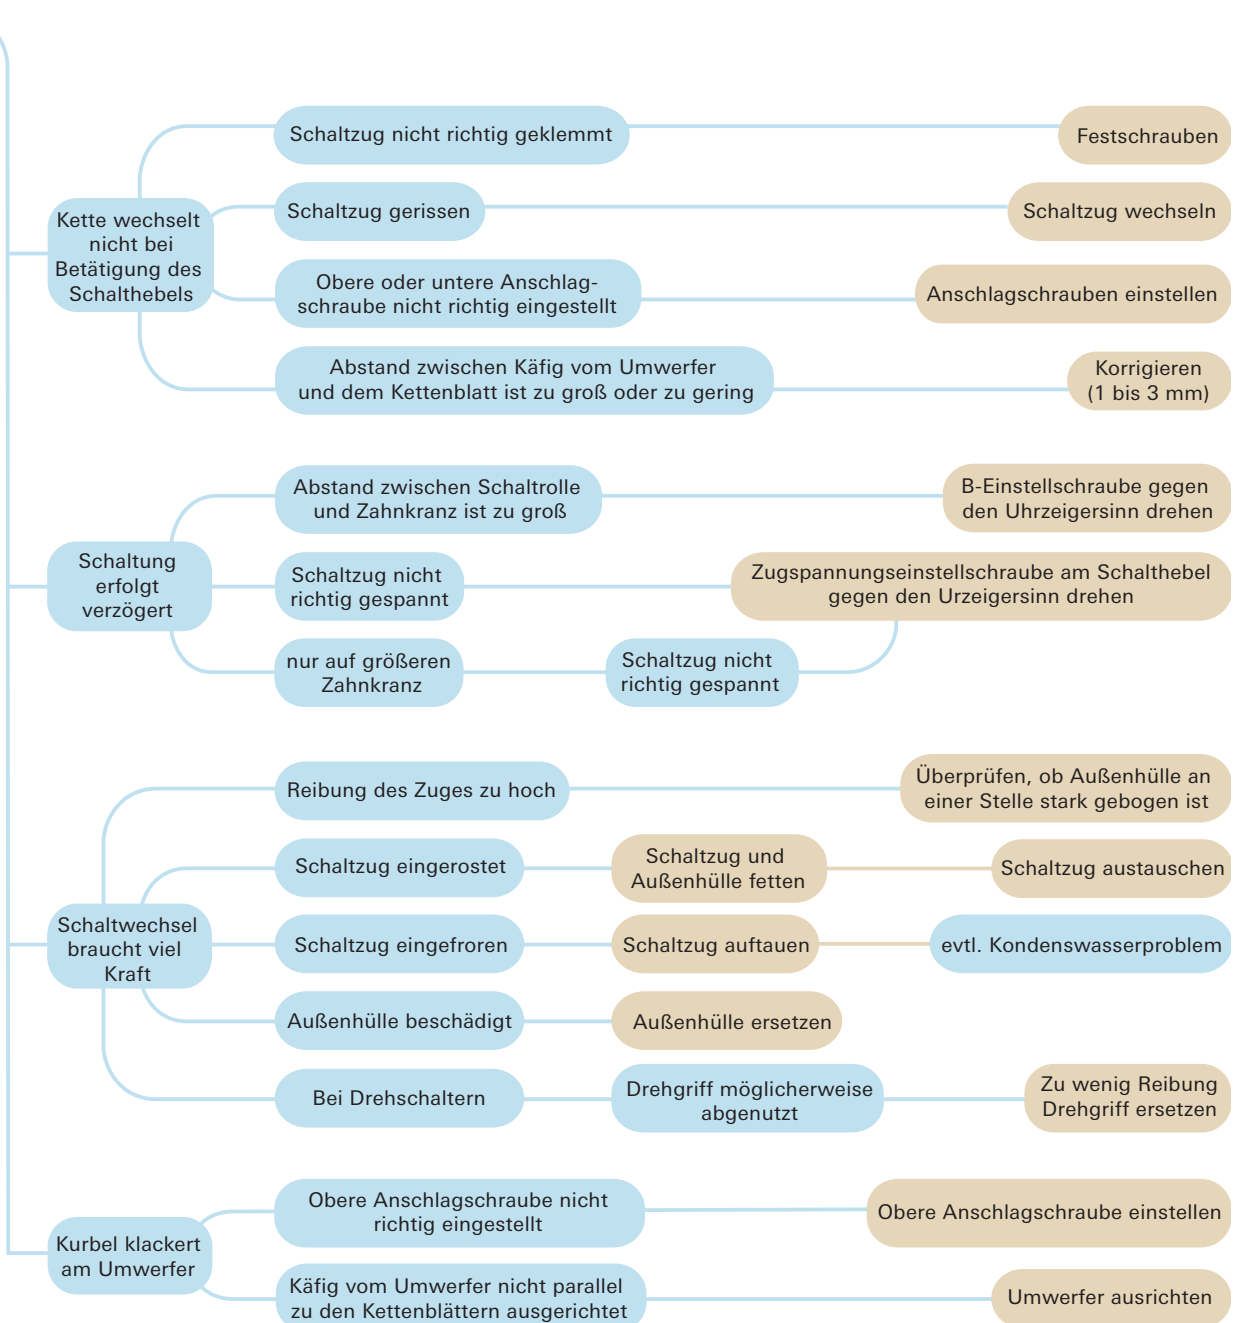 Schaltzug nicht richtig geklemmt
Festschrauben
Schaltzug gerissen
Schaltzug wechseln
Kette wechselt
nicht bei
Betätigung des
Schalthebels
Obere oder untere Anschlag-
schraube nicht richtig eingestellt
Anschlagschrauben einstellen
Abstand zwischen Käfig vom Umwerfer
und dem Kettenblatt ist zu groß oder zu gering
Korrigieren
(1 bis 3 mm)
Abstand zwischen Schaltrolle
und Zahnkranz ist zu groß
B-Einstellschraube gegen
den Uhrzeigersinn drehen
Schaltung
erfolgt
verzögert
Schaltzug nicht
richtig gespannt
Zugspannungseinstellschraube am Schalthebel
gegen den Urzeigersinn drehen
nur auf größeren
Zahnkranz
Schaltzug nicht
richtig gespannt
Reibung des Zuges zu hoch
Überprüfen, ob Außenhülle an
einer Stelle stark gebogen ist
Schaltzug eingerostet
Schaltzug und
Außenhülle fetten
Schaltzug austauschen
Schaltwechsel
braucht viel
Kraft
Schaltzug eingefroren
Schaltzug auftauen
evtl. Kondenswasserproblem
Außenhülle beschädigt
Außenhülle ersetzen
Bei Drehschaltern
Drehgriff möglicherweise
abgenutzt
Zu wenig Reibung
Drehgriff ersetzen
Obere Anschlagschraube nicht
richtig eingestellt
Obere Anschlagschraube einstellen
Kurbel klackert
am Umwerfer
Käfig vom Umwerfer nicht parallel
zu den Kettenblättern ausgerichtet
Umwerfer ausrichten